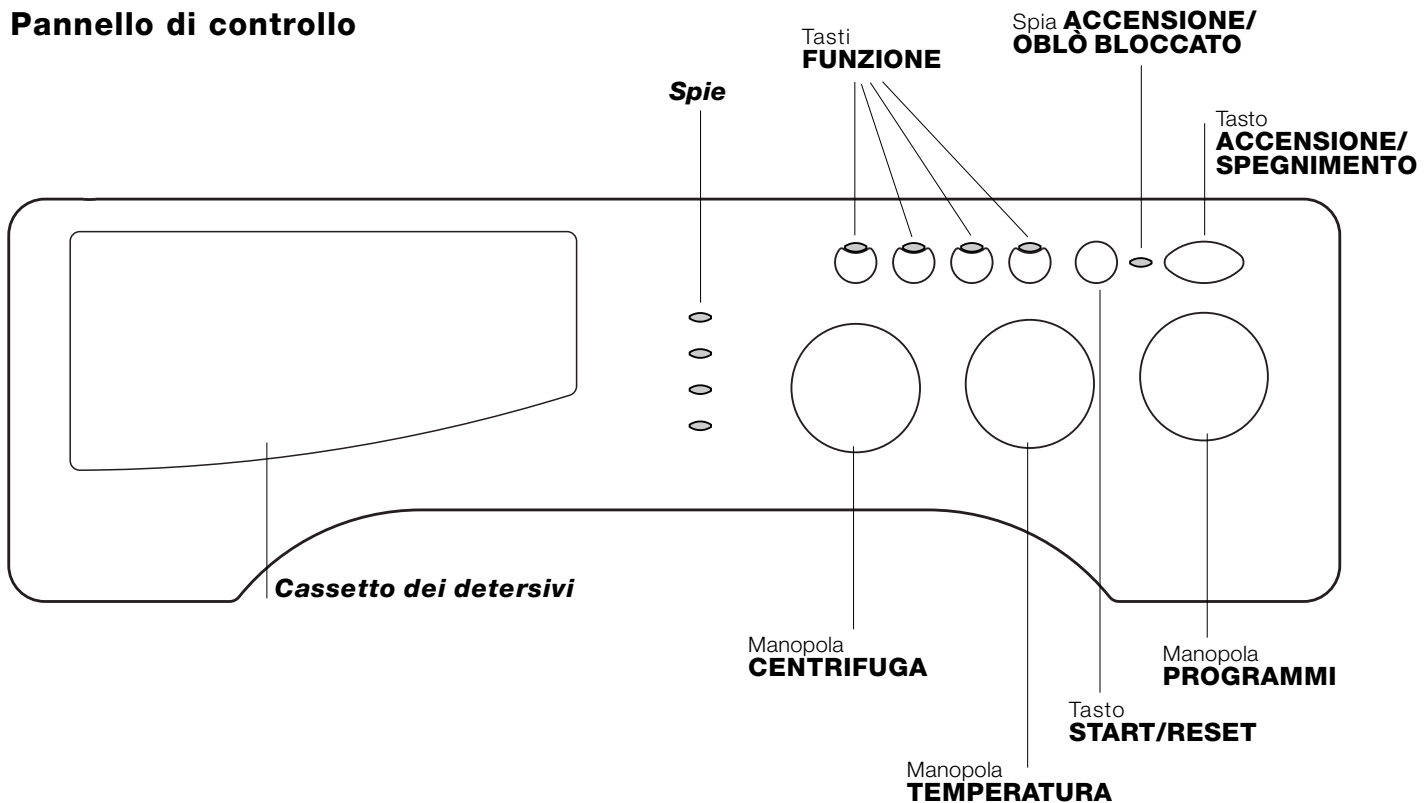 Pannello di controllo
Spie
Tasti
FUNZIONE
Spia ACCENSIONE/
OBLÒ BLOCCATO
Tasto
ACCENSIONE/
SPEGNIMENTO
Cassetto dei detersivi
Manopola
CENTRIFUGA
Manopola
TEMPERATURA
Tasto
START/RESET
Manopola
PROGRAMMI